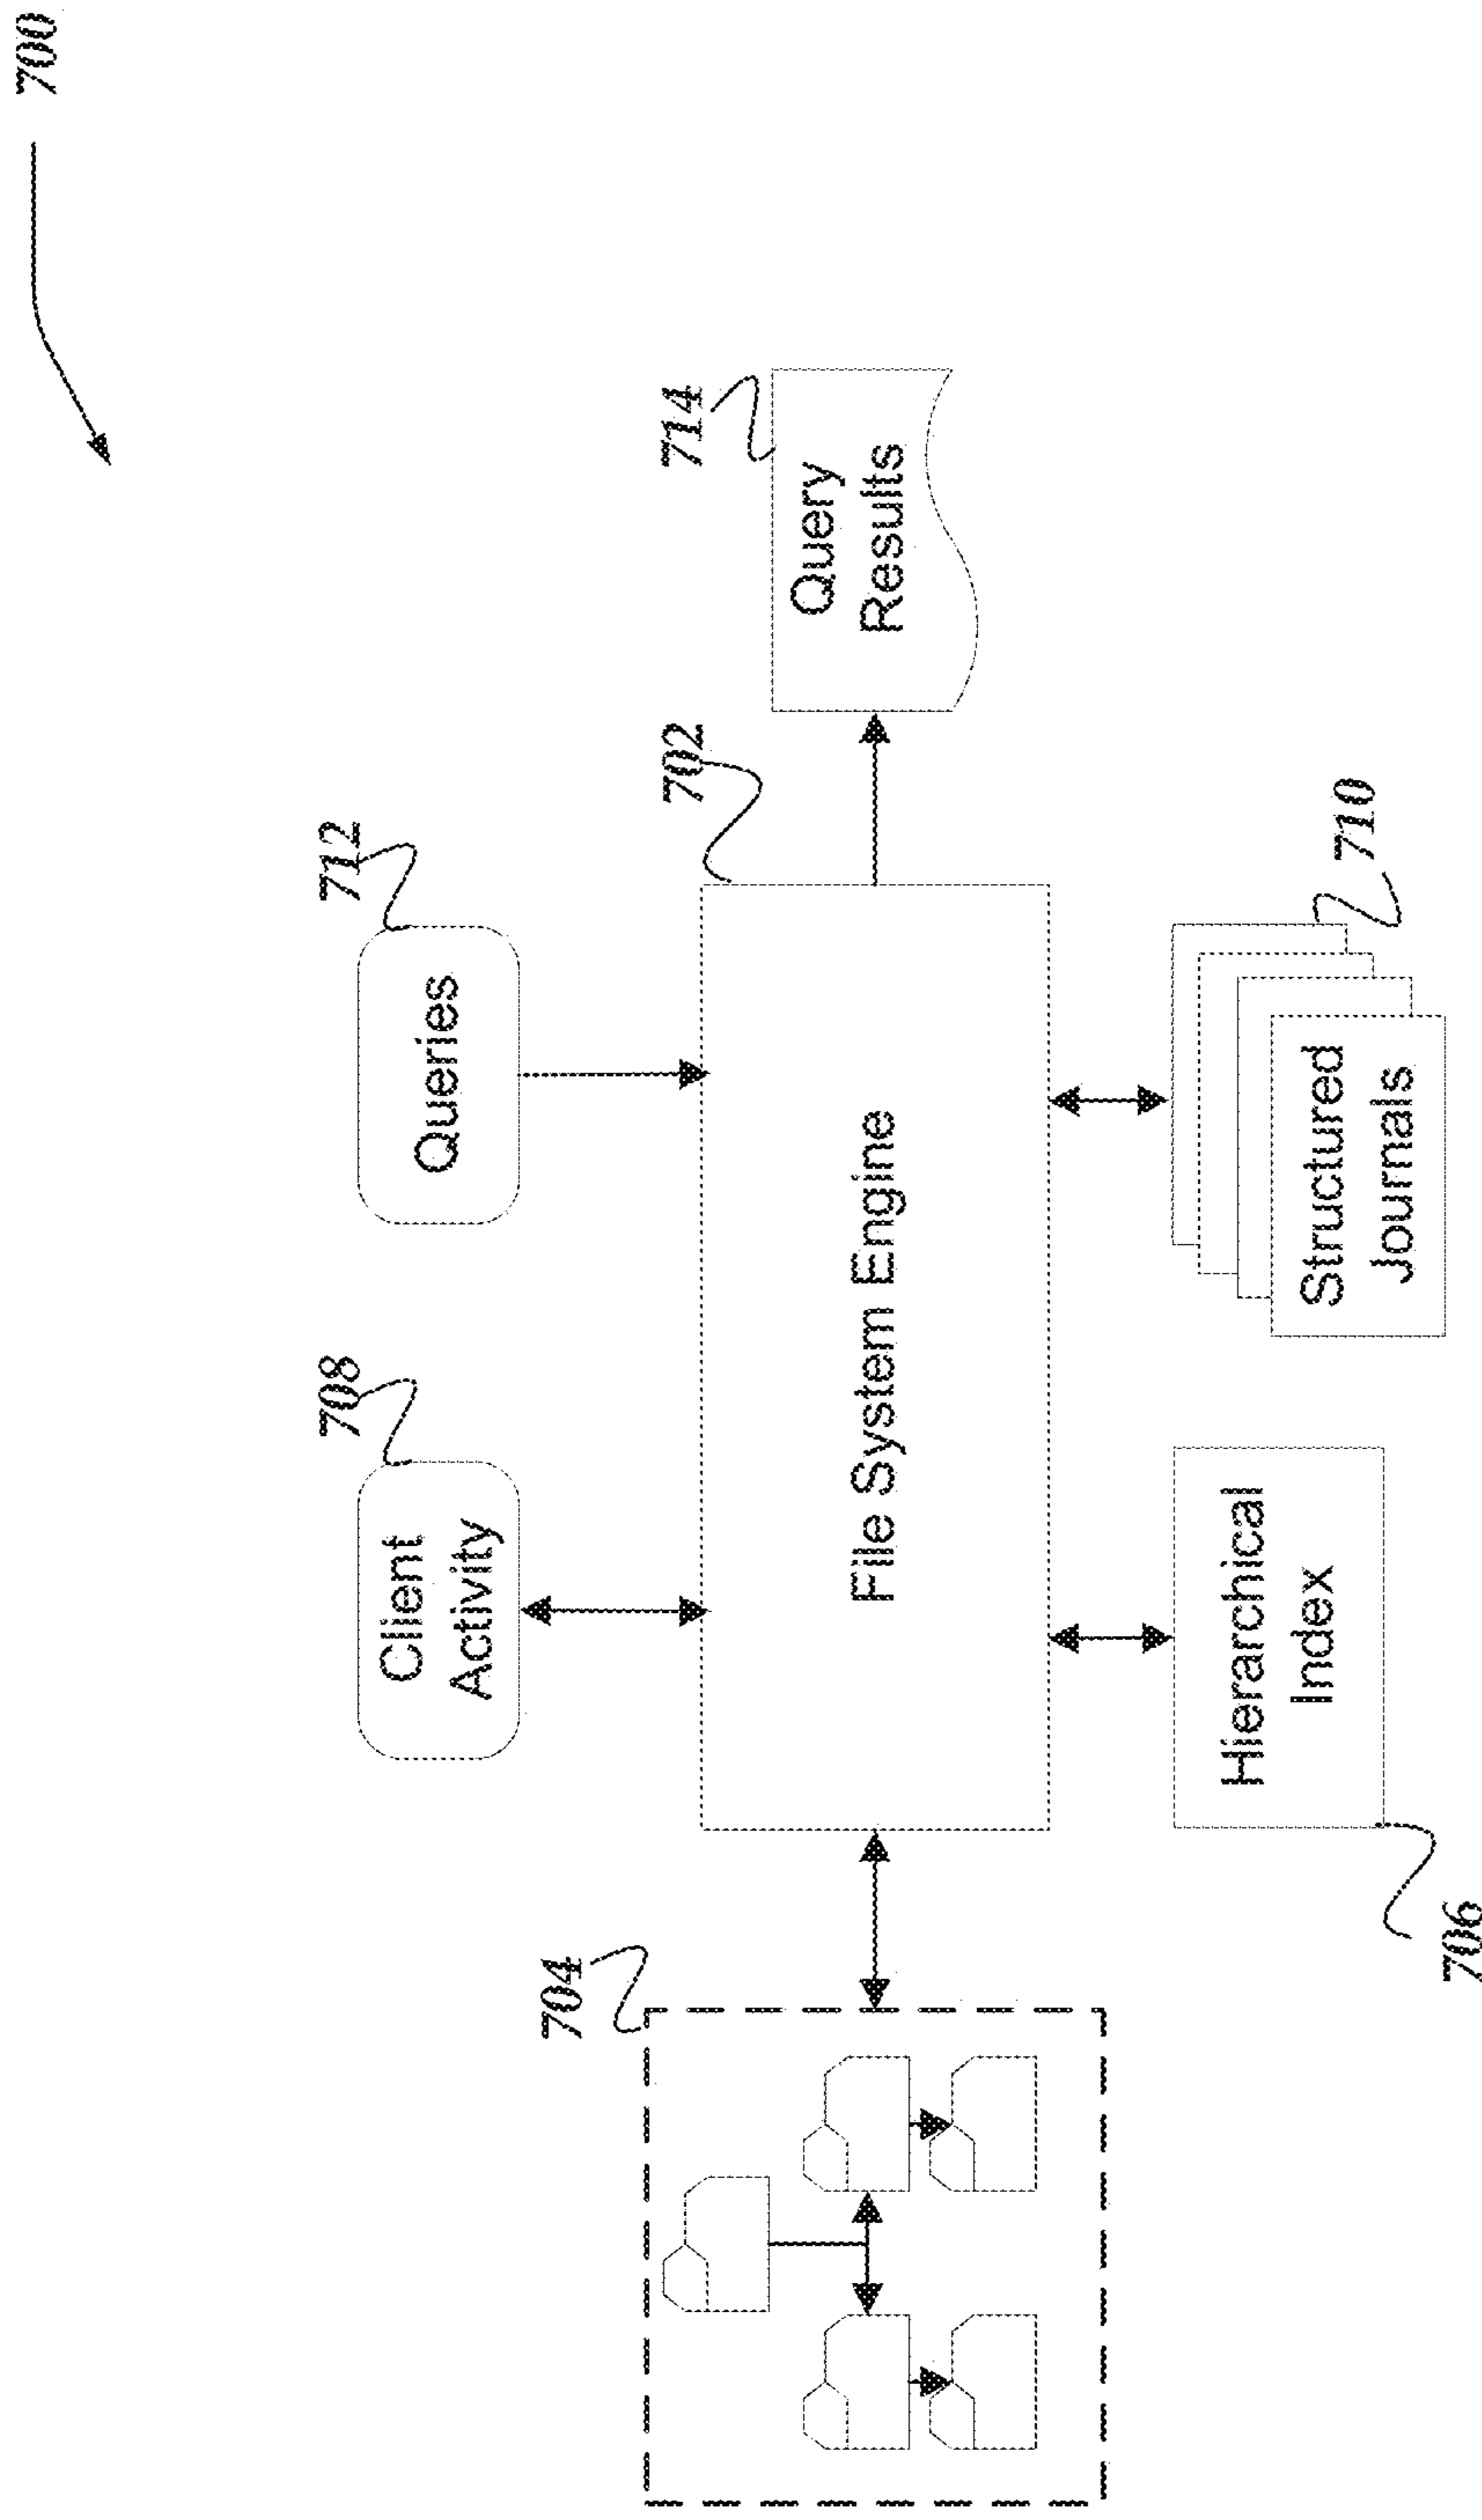 700
708
Client
Activity
712
Queries
704
702
714
File System Engine
Query
Results
Hierarchical
Index
706
Structured
Journals
710